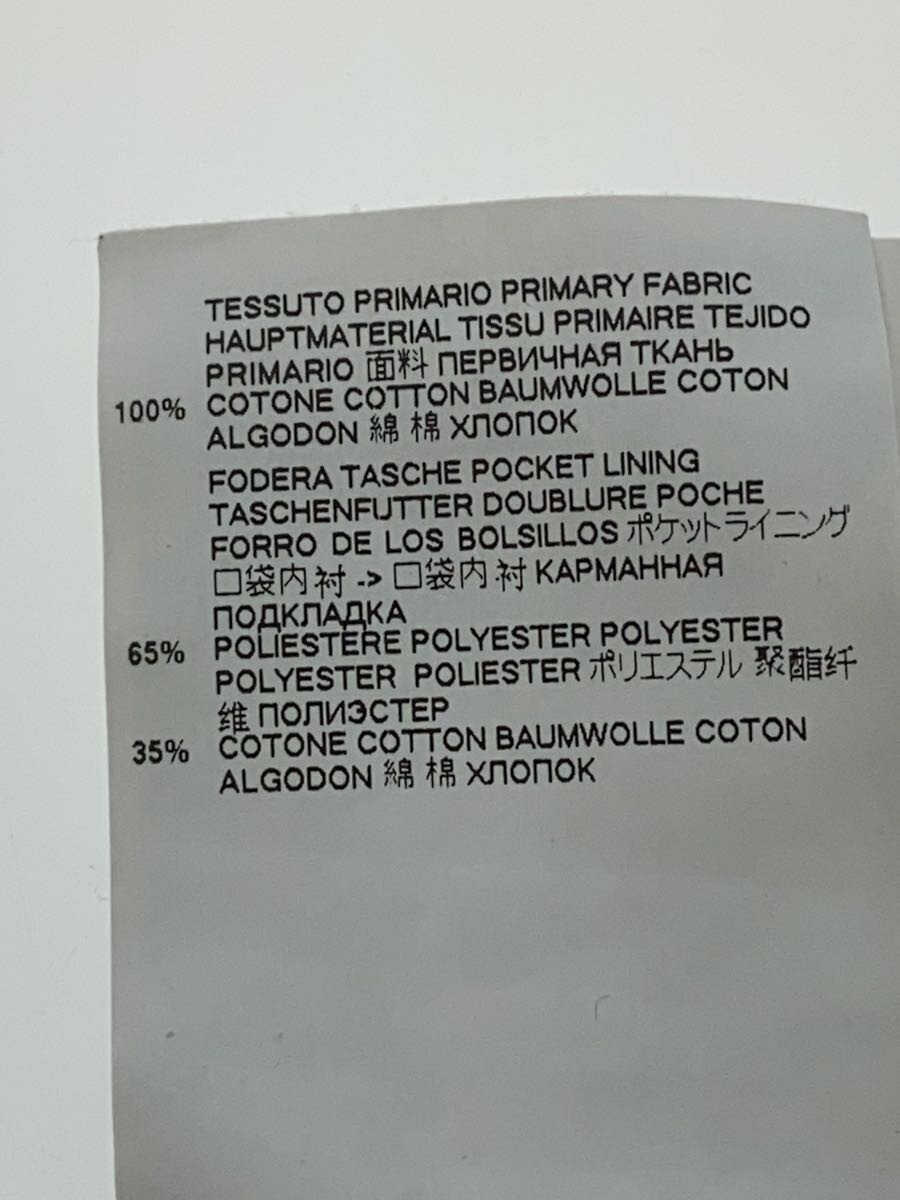 TESSUTO PRIMARIO PRIMARY FABRIC
HAUPTMATERIAL TISSU PRIMAIRE TEJIDO
PRIMARIO 面料 ПЕРВИЧНАЯ ТКАНЬ
100% COTONE COTTON BAUMWOLLE COTON
ALGODON 綿 棉 ХЛОПОК
FODERA TASCHE POCKET LINING
TASCHENFUTTER DOUBLURE POCHE
FORRO DE LOS BOLSILLOS ポケットライニング
口袋内衬 -> 口袋内衬 КАРМАННАЯ
ПОДКЛАДКА
65% POLIESTERE POLYESTER POLYESTER
POLYESTER POLIESTER ポリエステル 聚酯纤
维 ПОЛИЭСТЕР
35% COTONE COTTON BAUMWOLLE COTON
ALGODON 綿 棉 ХЛОПОК